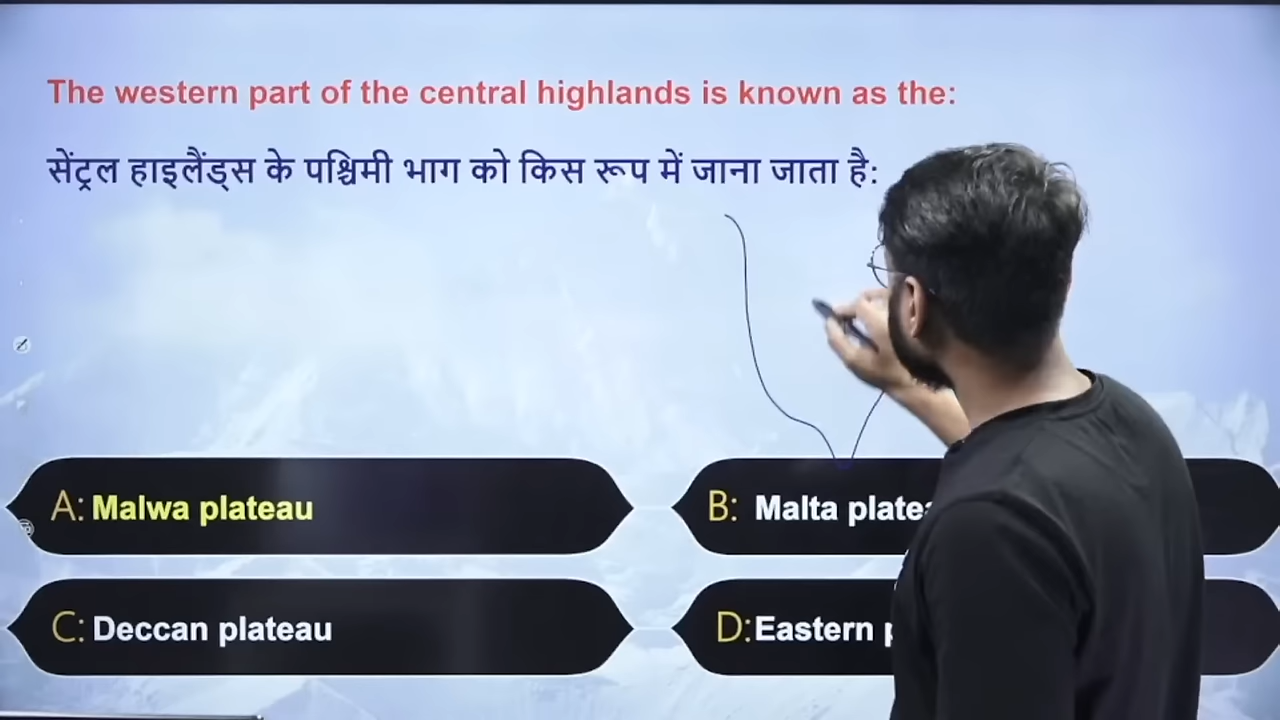 The western part of the central highlands is known as the:
सेंट्रल हाइलैंड्स के पश्चिमी भाग को किस रूप में जाना जाता है:
A: Malwa plateau
B: Malta
C: Deccan plateau
D: Eastern